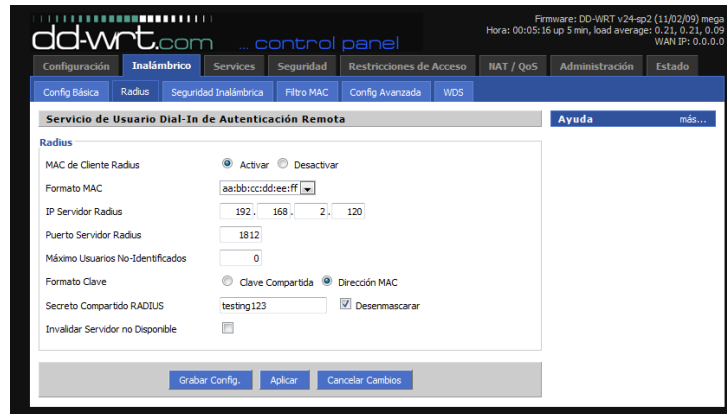 Firmware: DD-WRT v24-sp2 (11/02/09) mega
Hora: 00:05:16 up 5 min, load average: 0.21, 0.21, 0.09
WAN IP: 0.0.0.0
dd-wrt.com ... control panel
Configuración Inalámbrico Services Seguridad Restricciones de Acceso NAT / QoS Administración Estado
Config Básica Radius Seguridad Inalámbrica Filtro MAC Config Avanzada WDS
Servicio de Usuario Dial-In de Autenticación Remota
Ayuda más...
Radius
MAC de Cliente Radius Activar Desactivar
Formato MAC aa:bb:cc:dd:ee:ff
IP Servidor Radius 192. 168. 2. 120
Puerto Servidor Radius 1812
Máximo Usuarios No-Identificados 0
Formato Clave Clave Compartida Dirección MAC
Secreto Compartido RADIUS testing123 Desenmascarar
Invalidar Servidor no Disponible
Grabar Config. Aplicar Cancelar Cambios